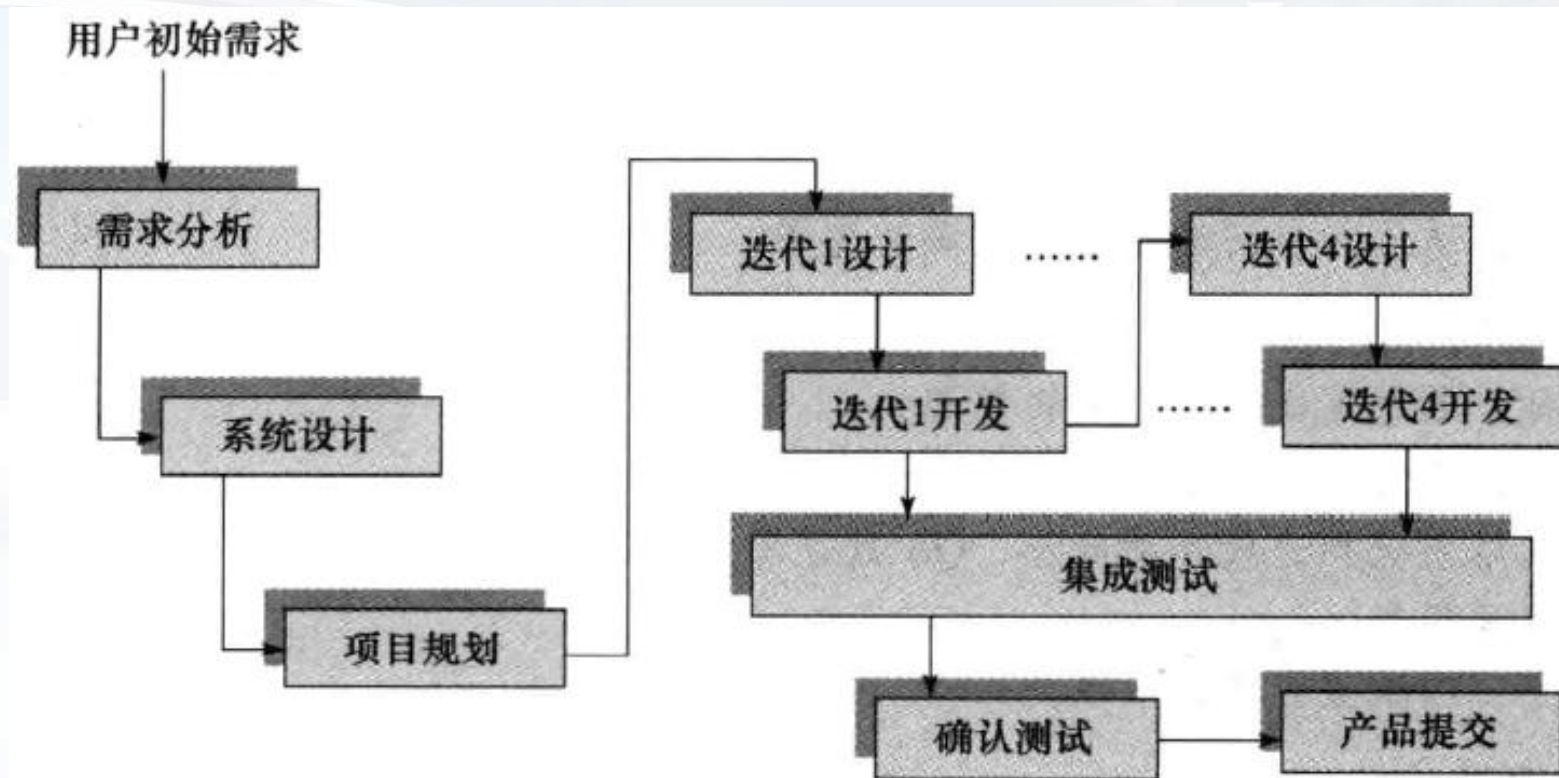 用户初始需求
需求分析
系统设计
项目规划
迭代1设计
……
迭代4设计
迭代1开发
……
迭代4开发
集成测试
确认测试
产品提交